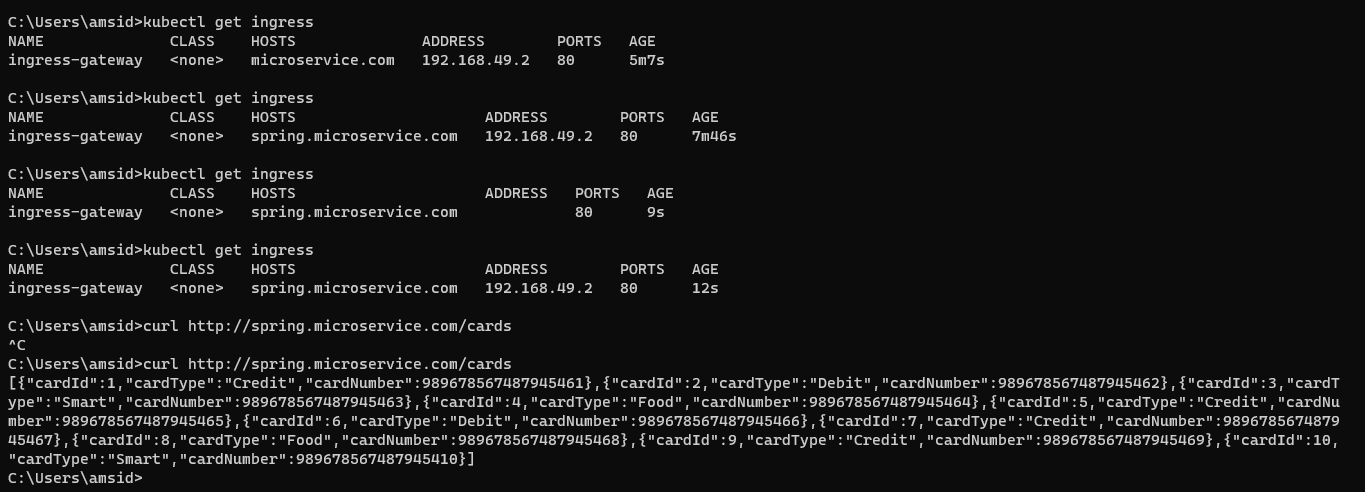 C:\Users\amsid>kubectl get ingress
NAME              CLASS    HOSTS              ADDRESS        PORTS   AGE
ingress-gateway   <none>   microservice.com   192.168.49.2   80      5m7s
C:\Users\amsid>kubectl get ingress
NAME              CLASS    HOSTS                     ADDRESS        PORTS   AGE
ingress-gateway   <none>   spring.microservice.com   192.168.49.2   80      7m46s
C:\Users\amsid>kubectl get ingress
NAME              CLASS    HOSTS                     ADDRESS   PORTS   AGE
ingress-gateway   <none>   spring.microservice.com             80      9s
C:\Users\amsid>kubectl get ingress
NAME              CLASS    HOSTS                     ADDRESS        PORTS   AGE
ingress-gateway   <none>   spring.microservice.com   192.168.49.2   80      12s
C:\Users\amsid>curl http://spring.microservice.com/cards
^C
C:\Users\amsid>curl http://spring.microservice.com/cards
[{"cardId":1,"cardType":"Credit","cardNumber":989678567487945461},{"cardId":2,"cardType":"Debit","cardNumber":989678567487945462},{"cardId":3,"cardT
ype":"Smart","cardNumber":989678567487945463},{"cardId":4,"cardType":"Food","cardNumber":989678567487945464},{"cardId":5,"cardType":"Credit","cardNu
mber":989678567487945465},{"cardId":6,"cardType":"Debit","cardNumber":989678567487945466},{"cardId":7,"cardType":"Credit","cardNumber":9896785674879
45467},{"cardId":8,"cardType":"Food","cardNumber":989678567487945468},{"cardId":9,"cardType":"Credit","cardNumber":989678567487945469},{"cardId":10,
"cardType":"Smart","cardNumber":989678567487945410}]
C:\Users\amsid>